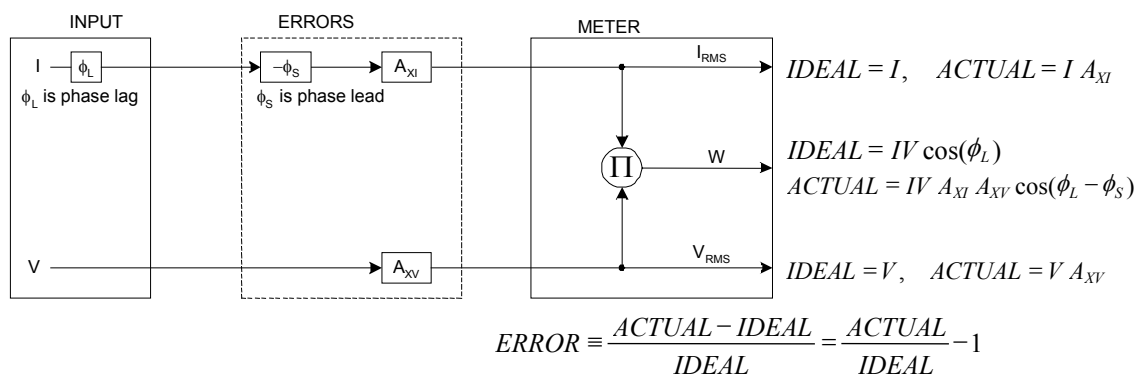 INPUT
ERRORS
METER
I
ϕL
−ϕS
AXI
IRMS
IDEAL = I, ACTUAL = I AXI
ϕL is phase lag
ϕS is phase lead
Π
W
IDEAL = IV cos(ϕL)
ACTUAL = IV AXI AXV cos(ϕL − ϕS)
V
AXV
VRMS
IDEAL = V, ACTUAL = V AXV
ERROR ≡ ACTUAL − IDEAL / IDEAL = ACTUAL / IDEAL − 1